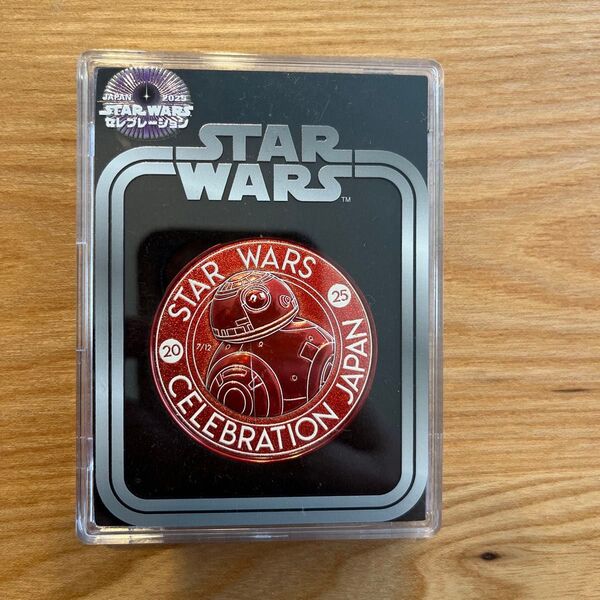 JAPAN 2025
STAR WARS
セレブレーション
STAR
WARS
TM
STAR WARS
20 25
7/12
CELEBRATION JAPAN